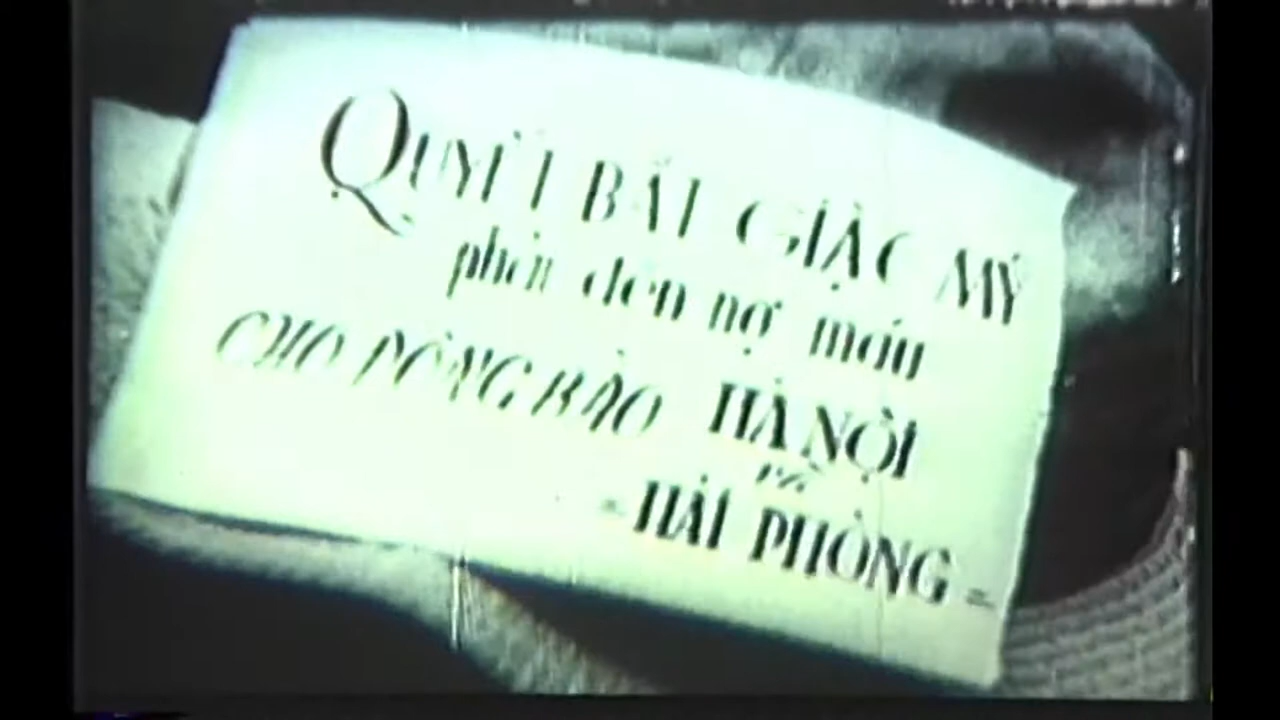 QUYẾT BẮT GIẶC MỸ
phải đền nợ máu
CHO ĐỒNG BÀO HÀ NỘI
và
- HẢI PHÒNG =